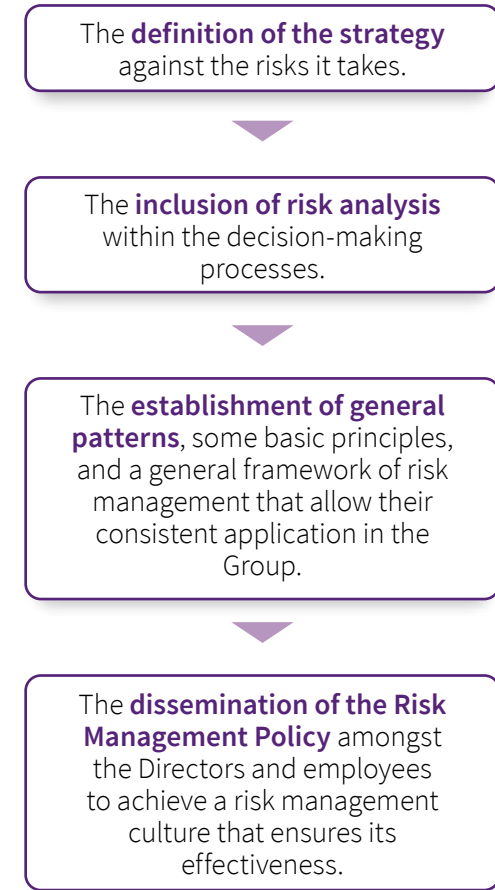 The definition of the strategy
against the risks it takes.
The inclusion of risk analysis
within the decision-making
processes.
The establishment of general
patterns, some basic principles,
and a general framework of risk
management that allow their
consistent application in the
Group.
The dissemination of the Risk
Management Policy amongst
the Directors and employees
to achieve a risk management
culture that ensures its
effectiveness.